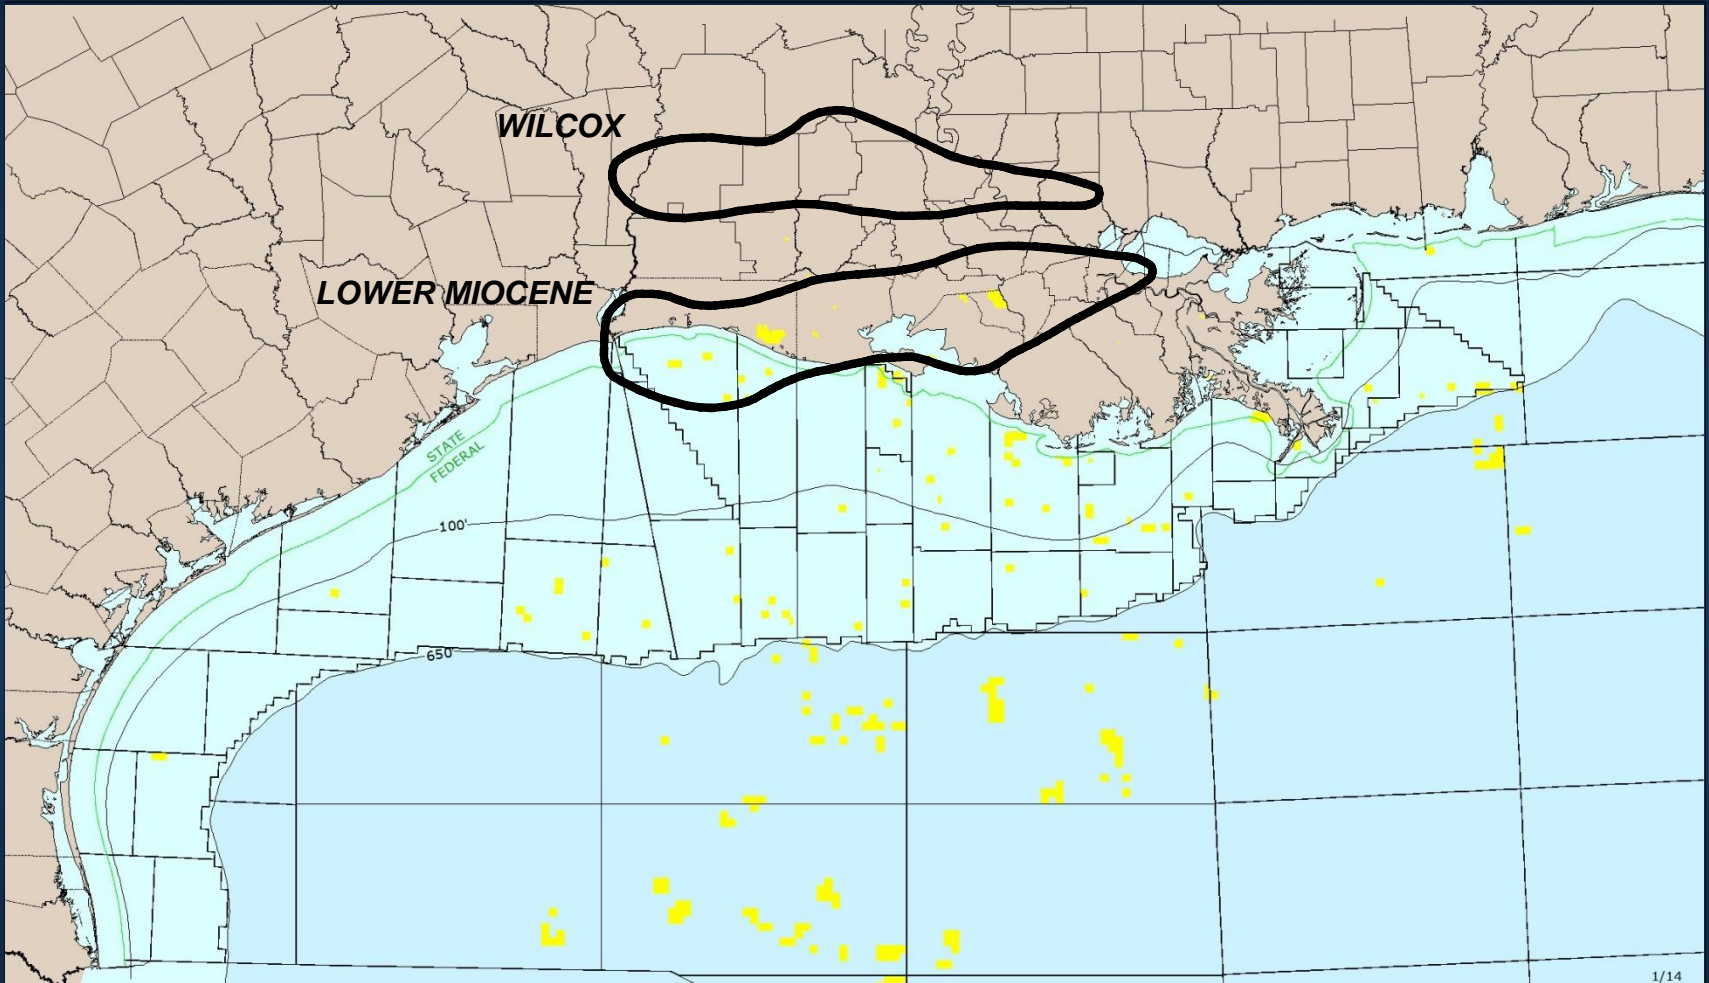 WILCOX
LOWER MIOCENE
STATE
FEDERAL
100'
650'
1/14